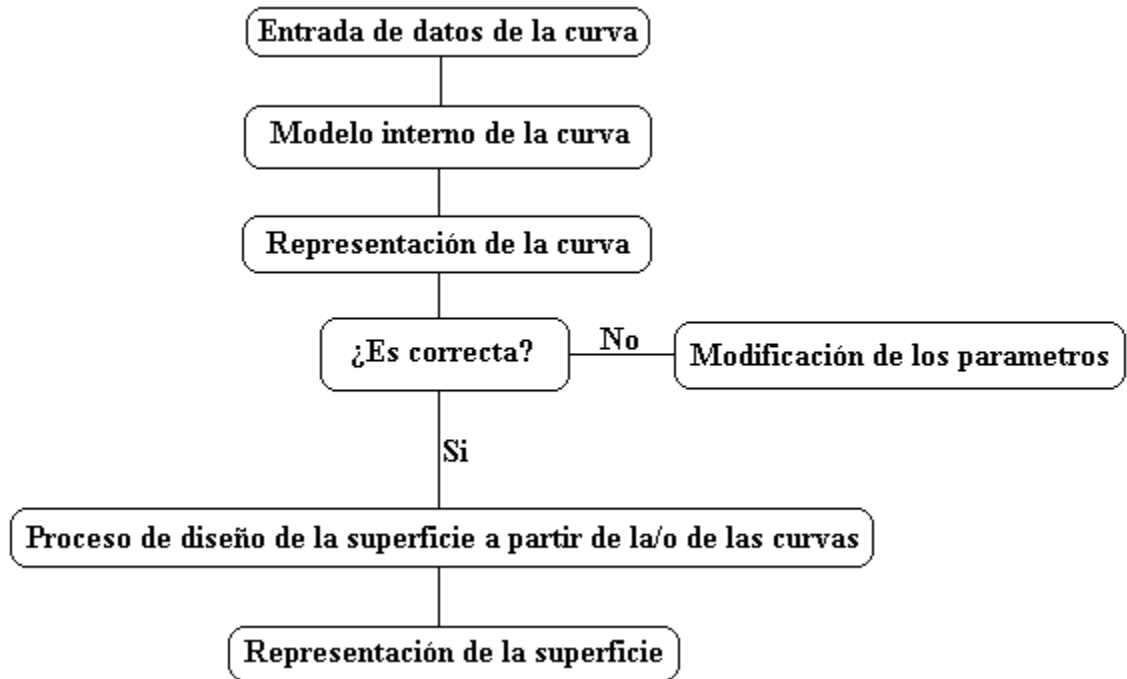 Entrada de datos de la curva
Modelo interno de la curva
Representación de la curva
¿Es correcta?
No
Modificación de los parametros
Si
Proceso de diseño de la superficie a partir de la/o de las curvas
Representación de la superficie